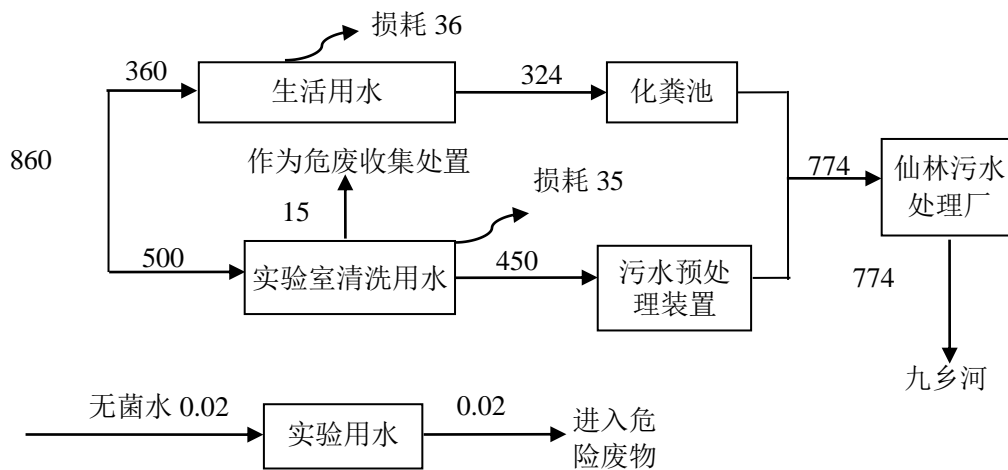 损耗 36
360
生活用水
324
化粪池
860
作为危废收集处置
损耗 35
774
仙林污水
处理厂
15
500
实验室清洗用水
450
污水预处
理装置
774
九乡河
无菌水 0.02
实验用水
0.02
进入危
险废物